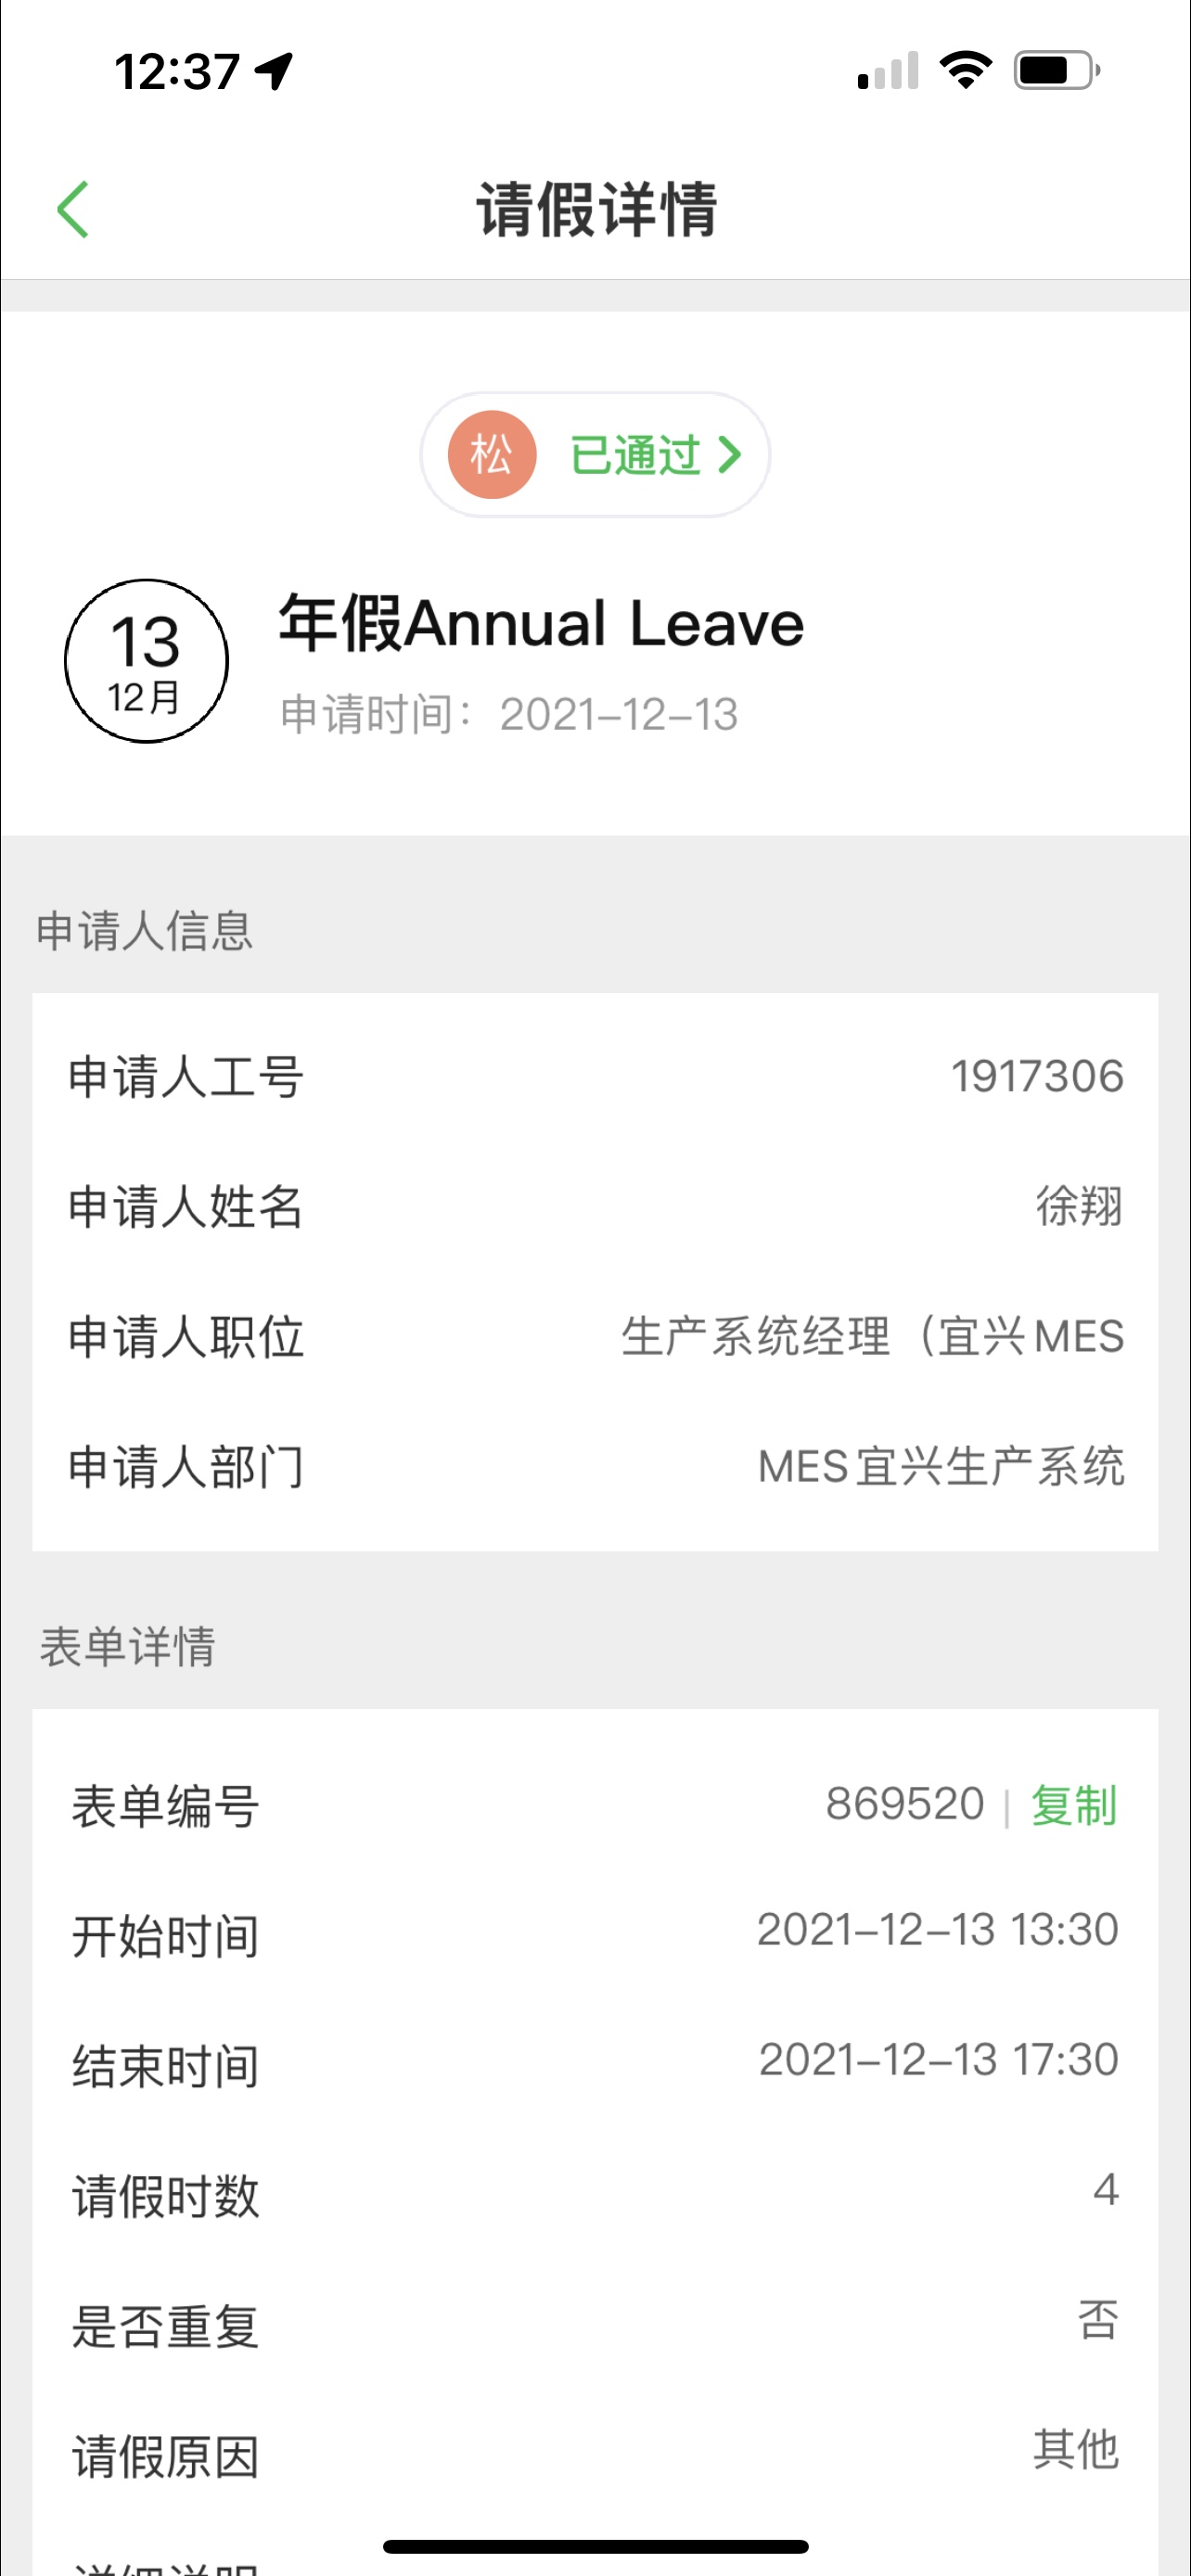 12:37
请假详情
松 已通过
13
12月
年假Annual Leave
申请时间：2021-12-13
申请人信息
申请人工号 1917306
申请人姓名 徐翔
申请人职位 生产系统经理（宜兴MES
申请人部门 MES宜兴生产系统
表单详情
表单编号 869520 | 复制
开始时间 2021-12-13 13:30
结束时间 2021-12-13 17:30
请假时数 4
是否重复 否
请假原因 其他